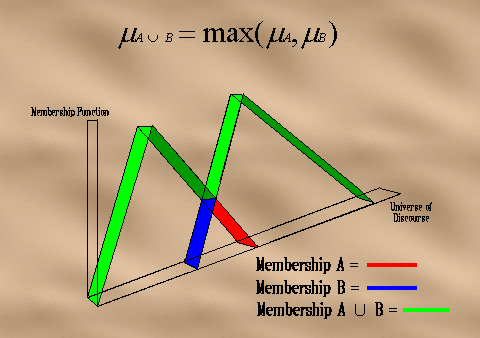 μA ∪ B = max(μA, μB)
Membership Function
Universe of
Discourse
Membership A =
Membership B =
Membership A ∪ B =